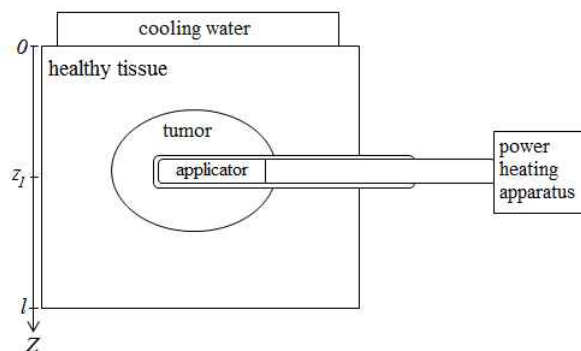 cooling water
0
healthy tissue
tumor
z1
applicator
power
heating
apparatus
l
Z